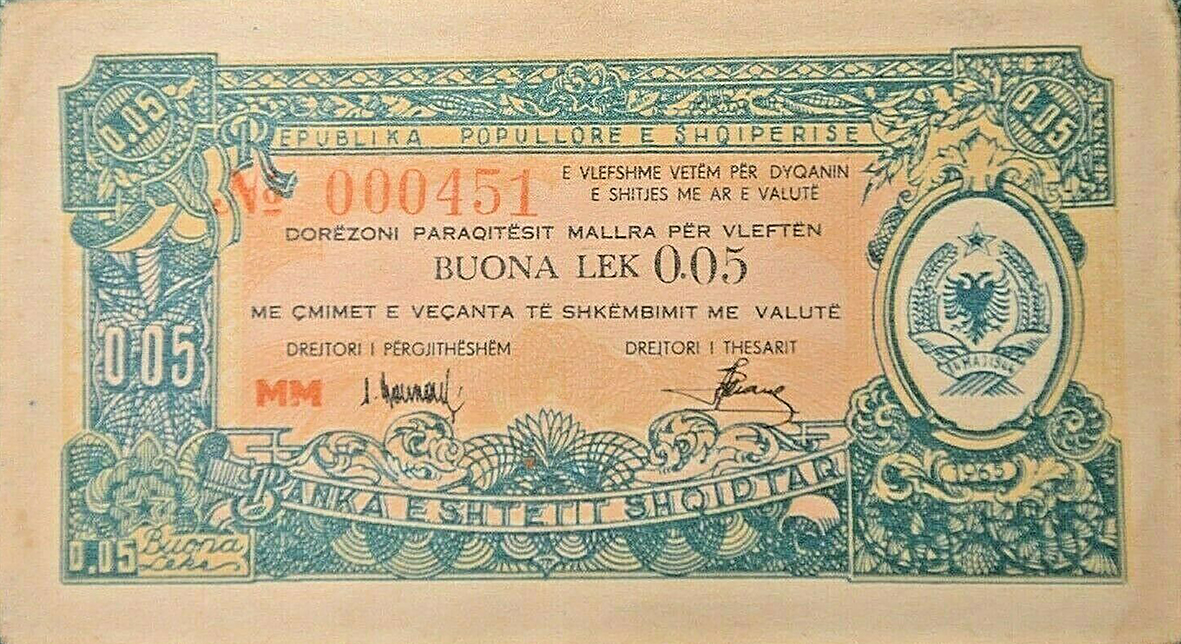 0.05
0.05
REPUBLIKA POPULLORE E SHQIPERISE
No 000451
E VLEFSHME VETËM PËR DYQANIN
E SHITJES ME AR E VALUTË
DORËZONI PARAQITËSIT MALLRA PËR VLEFTËN
BUONA LEK 0.05
ME ÇMIMET E VEÇANTA TË SHKËMBIMIT ME VALUTË
DREJTORI I PËRGJITHËSHËM
DREJTORI I THESARIT
0.05
MM
BANKA E SHTETIT SHQIPTAR
1965
0.05 Buona
Leke